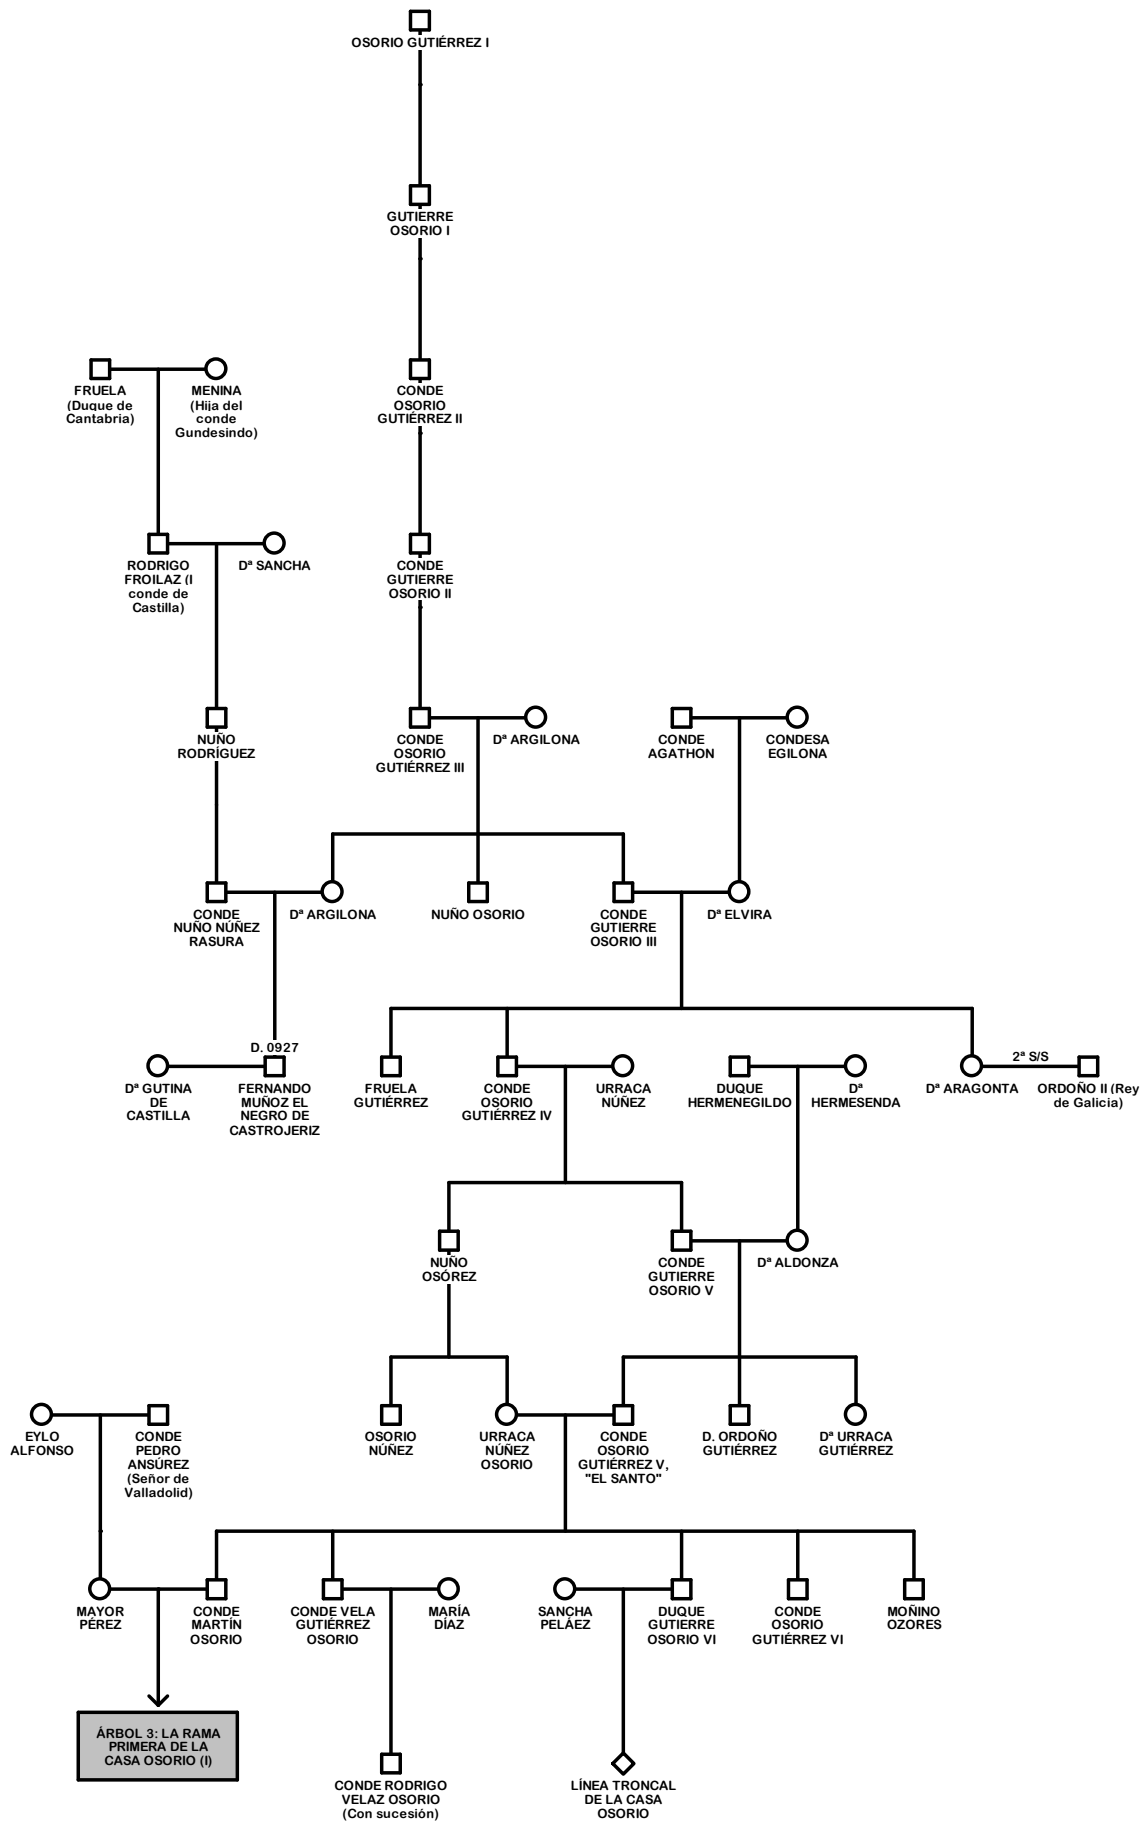 OSORIO GUTIÉRREZ I
GUTIERRE
OSORIO I
FRUELA
(Duque de
Cantabria)
MENINA
(Hija del
conde
Gundesindo)
CONDE
OSORIO
GUTIÉRREZ II
RODRIGO
FROILAZ (I
conde de
Castilla)
Dª SANCHA
CONDE
GUTIERRE
OSORIO II
NUÑO
RODRÍGUEZ
CONDE
OSORIO
GUTIÉRREZ III
Dª ARGILONA
CONDE
AGATHON
CONDESA
EGILONA
CONDE
NUÑO NÚÑEZ
RASURA
Dª ARGILONA
NUÑO OSORIO
CONDE
GUTIERRE
OSORIO III
Dª ELVIRA
D. 0927
2ª S/S
Dª GUTINA
DE
CASTILLA
FERNANDO
MUÑOZ EL
NEGRO DE
CASTROJERIZ
FRUELA
GUTIÉRREZ
CONDE
OSORIO
GUTIÉRREZ IV
URRACA
NÚÑEZ
DUQUE
HERMENEGILDO
Dª
HERMESENDA
Dª ARAGONTA
ORDOÑO II (Rey
de Galicia)
NUÑO
OSÓREZ
CONDE
GUTIERRE
OSORIO V
Dª ALDONZA
EYLO
ALFONSO
CONDE
PEDRO
ANSÚREZ
(Señor de
Valladolid)
OSORIO
NÚÑEZ
URRACA
NÚÑEZ
OSORIO
CONDE
OSORIO
GUTIÉRREZ V,
"EL SANTO"
D. ORDOÑO
GUTIÉRREZ
Dª URRACA
GUTIÉRREZ
MAYOR
PÉREZ
CONDE
MARTÍN
OSORIO
CONDE VELA
GUTIÉRREZ
OSORIO
MARÍA
DÍAZ
SANCHA
PELÁEZ
DUQUE
GUTIERRE
OSORIO VI
CONDE
OSORIO
GUTIÉRREZ VI
MOÑINO
OZORES
ÁRBOL 3: LA RAMA
PRIMERA DE LA
CASA OSORIO (I)
CONDE RODRIGO
VELAZ OSORIO
(Con sucesión)
LÍNEA TRONCAL
DE LA CASA
OSORIO